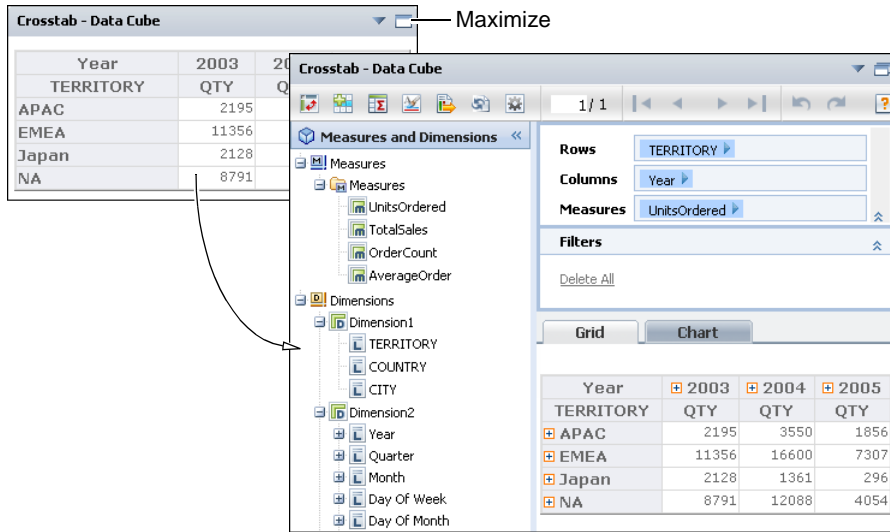 Crosstab - Data Cube
Maximize
Year 2003 20
TERRITORY QTY Q
APAC 2195
EMEA 11356
Japan 2128
NA 8791
Crosstab - Data Cube
1/ 1
?
Measures and Dimensions «
Measures
Measures
UnitsOrdered
TotalSales
OrderCount
AverageOrder
Dimensions
Dimension1
TERRITORY
COUNTRY
CITY
Dimension2
Year
Quarter
Month
Day Of Week
Day Of Month
Rows TERRITORY
Columns Year
Measures UnitsOrdered
Filters
Delete All
Grid Chart
Year 2003 2004 2005
TERRITORY QTY QTY QTY
APAC 2195 3550 1856
EMEA 11356 16600 7307
Japan 2128 1361 296
NA 8791 12088 4054